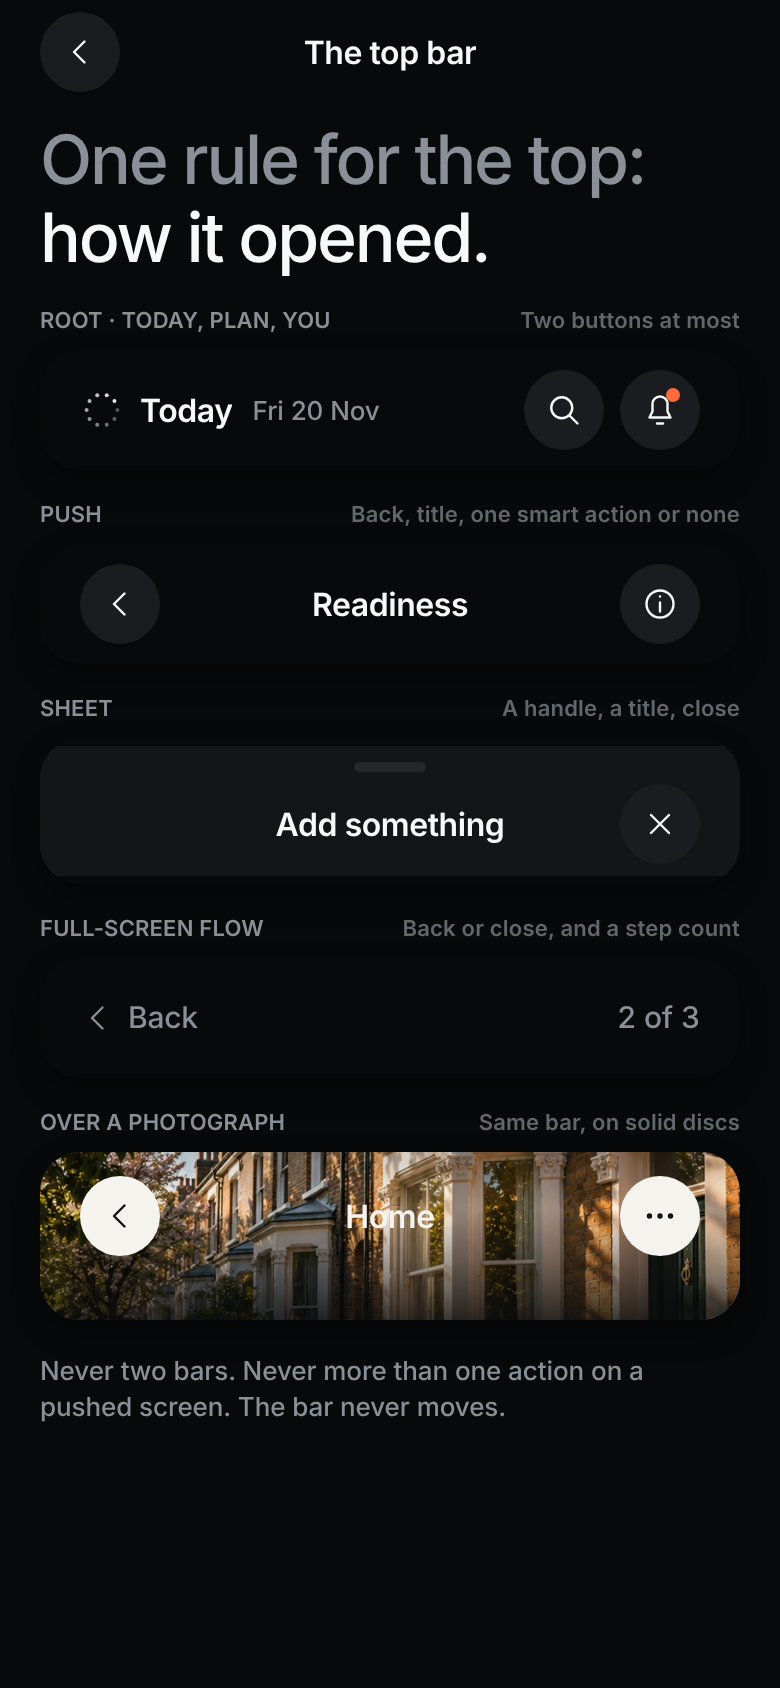 The top bar
One rule for the top:
how it opened.
ROOT · TODAY, PLAN, YOU
Two buttons at most
Today Fri 20 Nov
PUSH
Back, title, one smart action or none
Readiness
SHEET
A handle, a title, close
Add something
FULL-SCREEN FLOW
Back or close, and a step count
Back
2 of 3
OVER A PHOTOGRAPH
Same bar, on solid discs
Home
Never two bars. Never more than one action on a
pushed screen. The bar never moves.